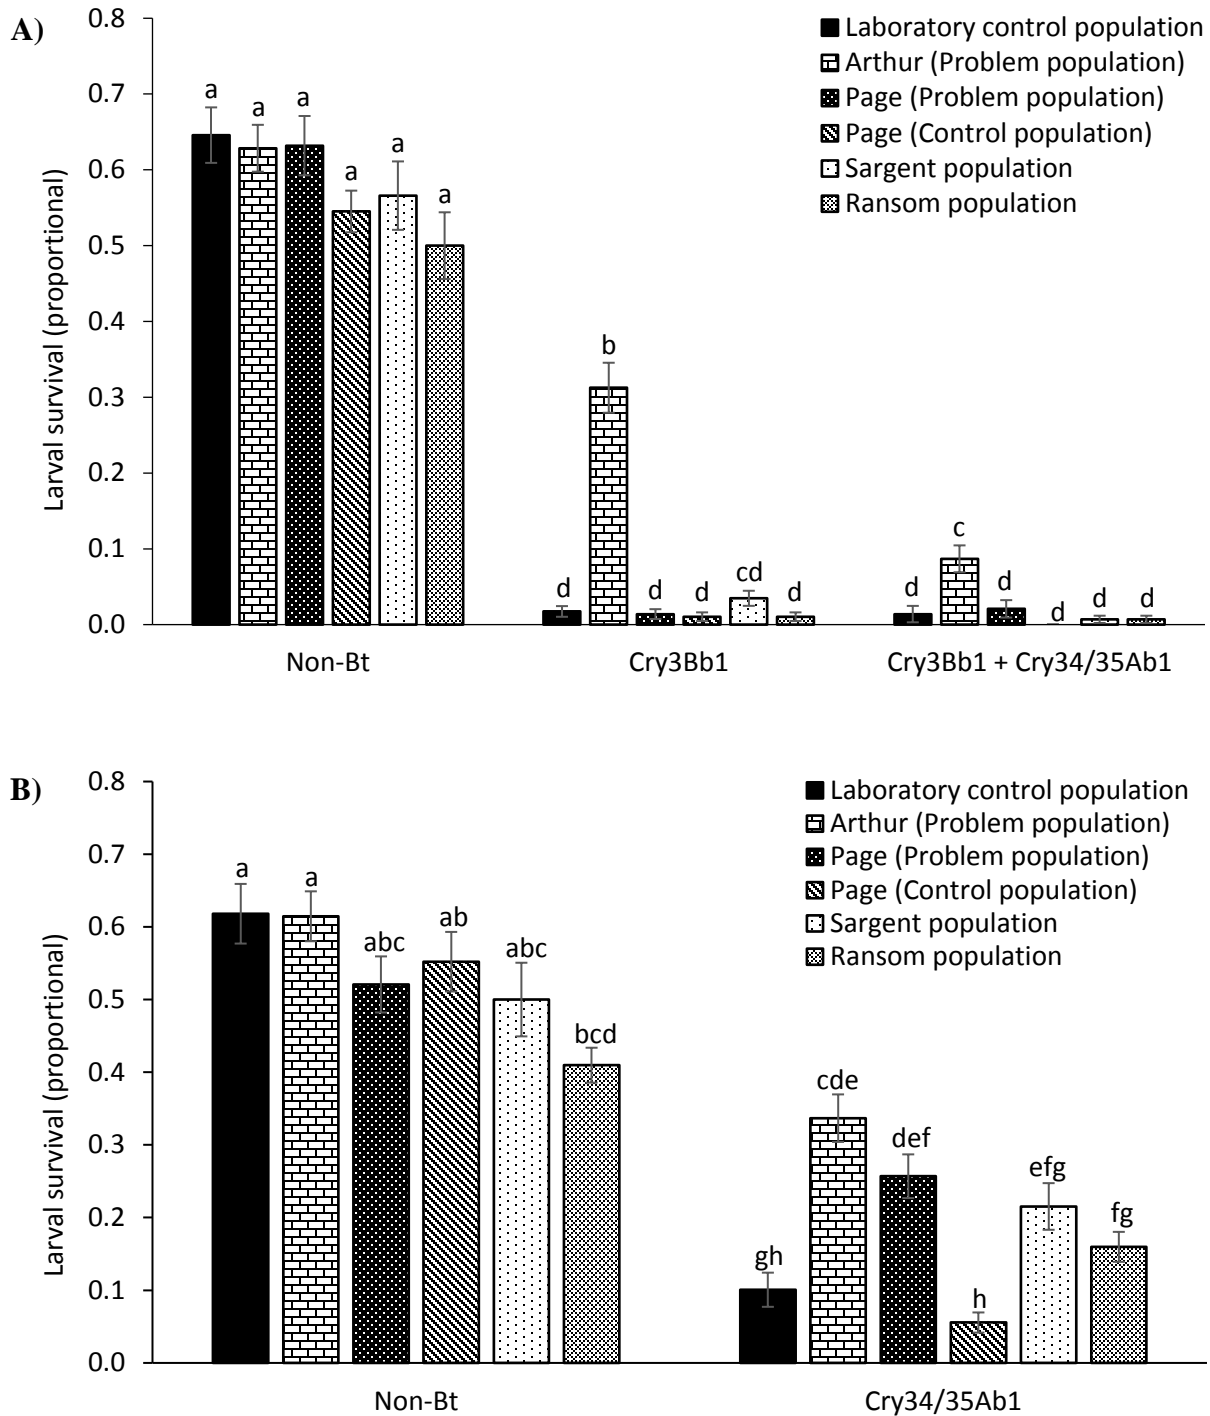 A)
Larval survival (proportional)
0.8
0.7
0.6
0.5
0.4
0.3
0.2
0.1
0.0
Laboratory control population
Arthur (Problem population)
Page (Problem population)
Page (Control population)
Sargent population
Ransom population
a a a a a a
d b d d cd d
d c d d d d
Non-Bt Cry3Bb1 Cry3Bb1 + Cry34/35Ab1
B)
Larval survival (proportional)
0.8
0.7
0.6
0.5
0.4
0.3
0.2
0.1
0.0
Laboratory control population
Arthur (Problem population)
Page (Problem population)
Page (Control population)
Sargent population
Ransom population
a a abc ab abc bcd
gh cde def h efg fg
Non-Bt Cry34/35Ab1